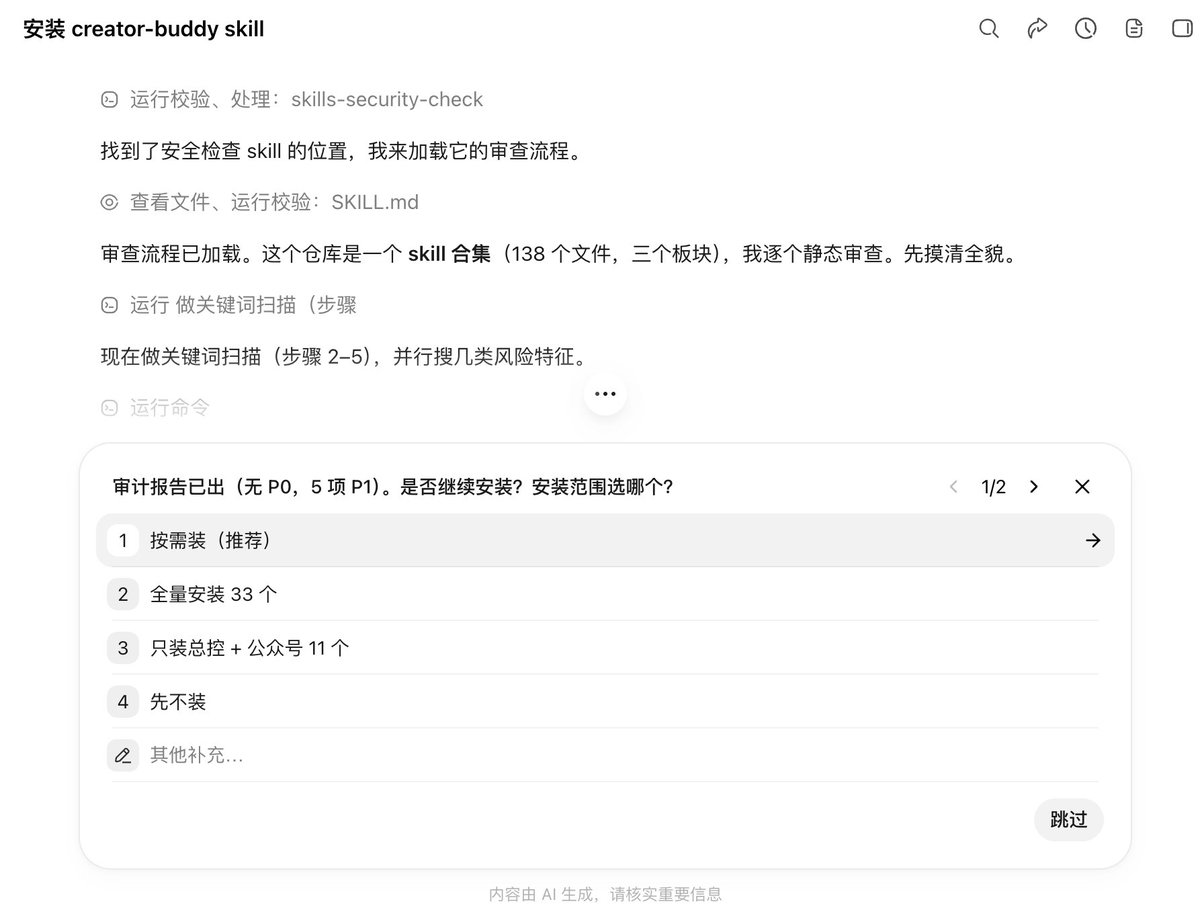 安装 creator-buddy skill
运行校验、处理：skills-security-check
找到了安全检查 skill 的位置，我来加载它的审查流程。
查看文件、运行校验：SKILL.md
审查流程已加载。这个仓库是一个 skill 合集（138 个文件，三个板块），我逐个静态审查。先摸清全貌。
运行 做关键词扫描（步骤
现在做关键词扫描（步骤 2–5），并行搜几类风险特征。
运行命令
审计报告已出（无 P0，5 项 P1）。是否继续安装？安装范围选哪个？
1/2
1 按需装（推荐）
2 全量安装 33 个
3 只装总控 + 公众号 11 个
4 先不装
其他补充...
跳过
内容由 AI 生成，请核实重要信息